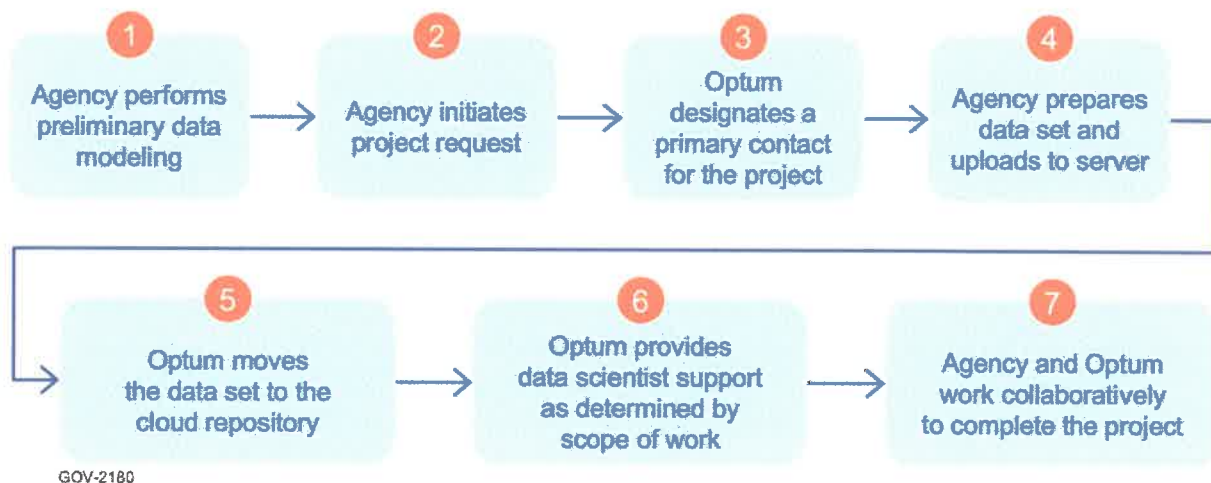 1
Agency performs
preliminary data
modeling
2
Agency initiates
project request
3
Optum
designates a
primary contact
for the project
4
Agency prepares
data set and
uploads to server
5
Optum moves
the data set to the
cloud repository
6
Optum provides
data scientist support
as determined by
scope of work
7
Agency and Optum
work collaboratively
to complete the project
GOV-2180